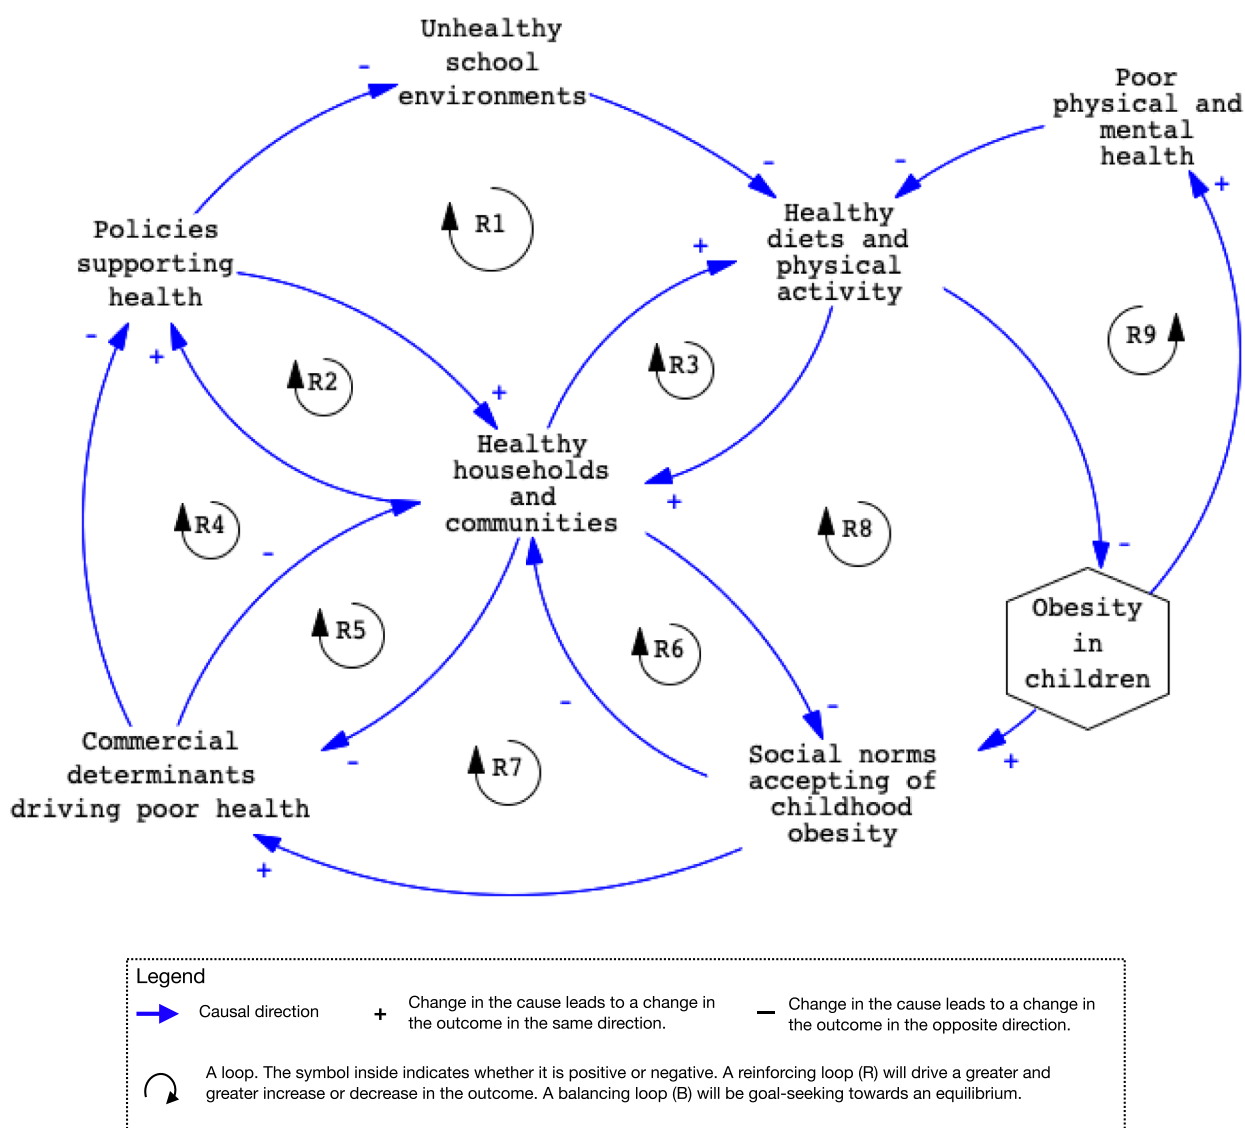 Unhealthy
school
environments
-
-
Poor
physical and
mental
health
+
-
Healthy
diets and
physical
activity
+
Policies
supporting
health
-
+
R1
R2
+
R3
R9
Healthy
households
and
communities
+
R4
-
R8
-
R5
R6
Obesity
in
children
-
-
Commercial
determinants
driving poor health
-
R7
Social norms
accepting of
childhood
obesity
+
+
Legend
Causal direction
+ Change in the cause leads to a change in
the outcome in the same direction.
— Change in the cause leads to a change in
the outcome in the opposite direction.
A loop. The symbol inside indicates whether it is positive or negative. A reinforcing loop (R) will drive a greater and
greater increase or decrease in the outcome. A balancing loop (B) will be goal-seeking towards an equilibrium.